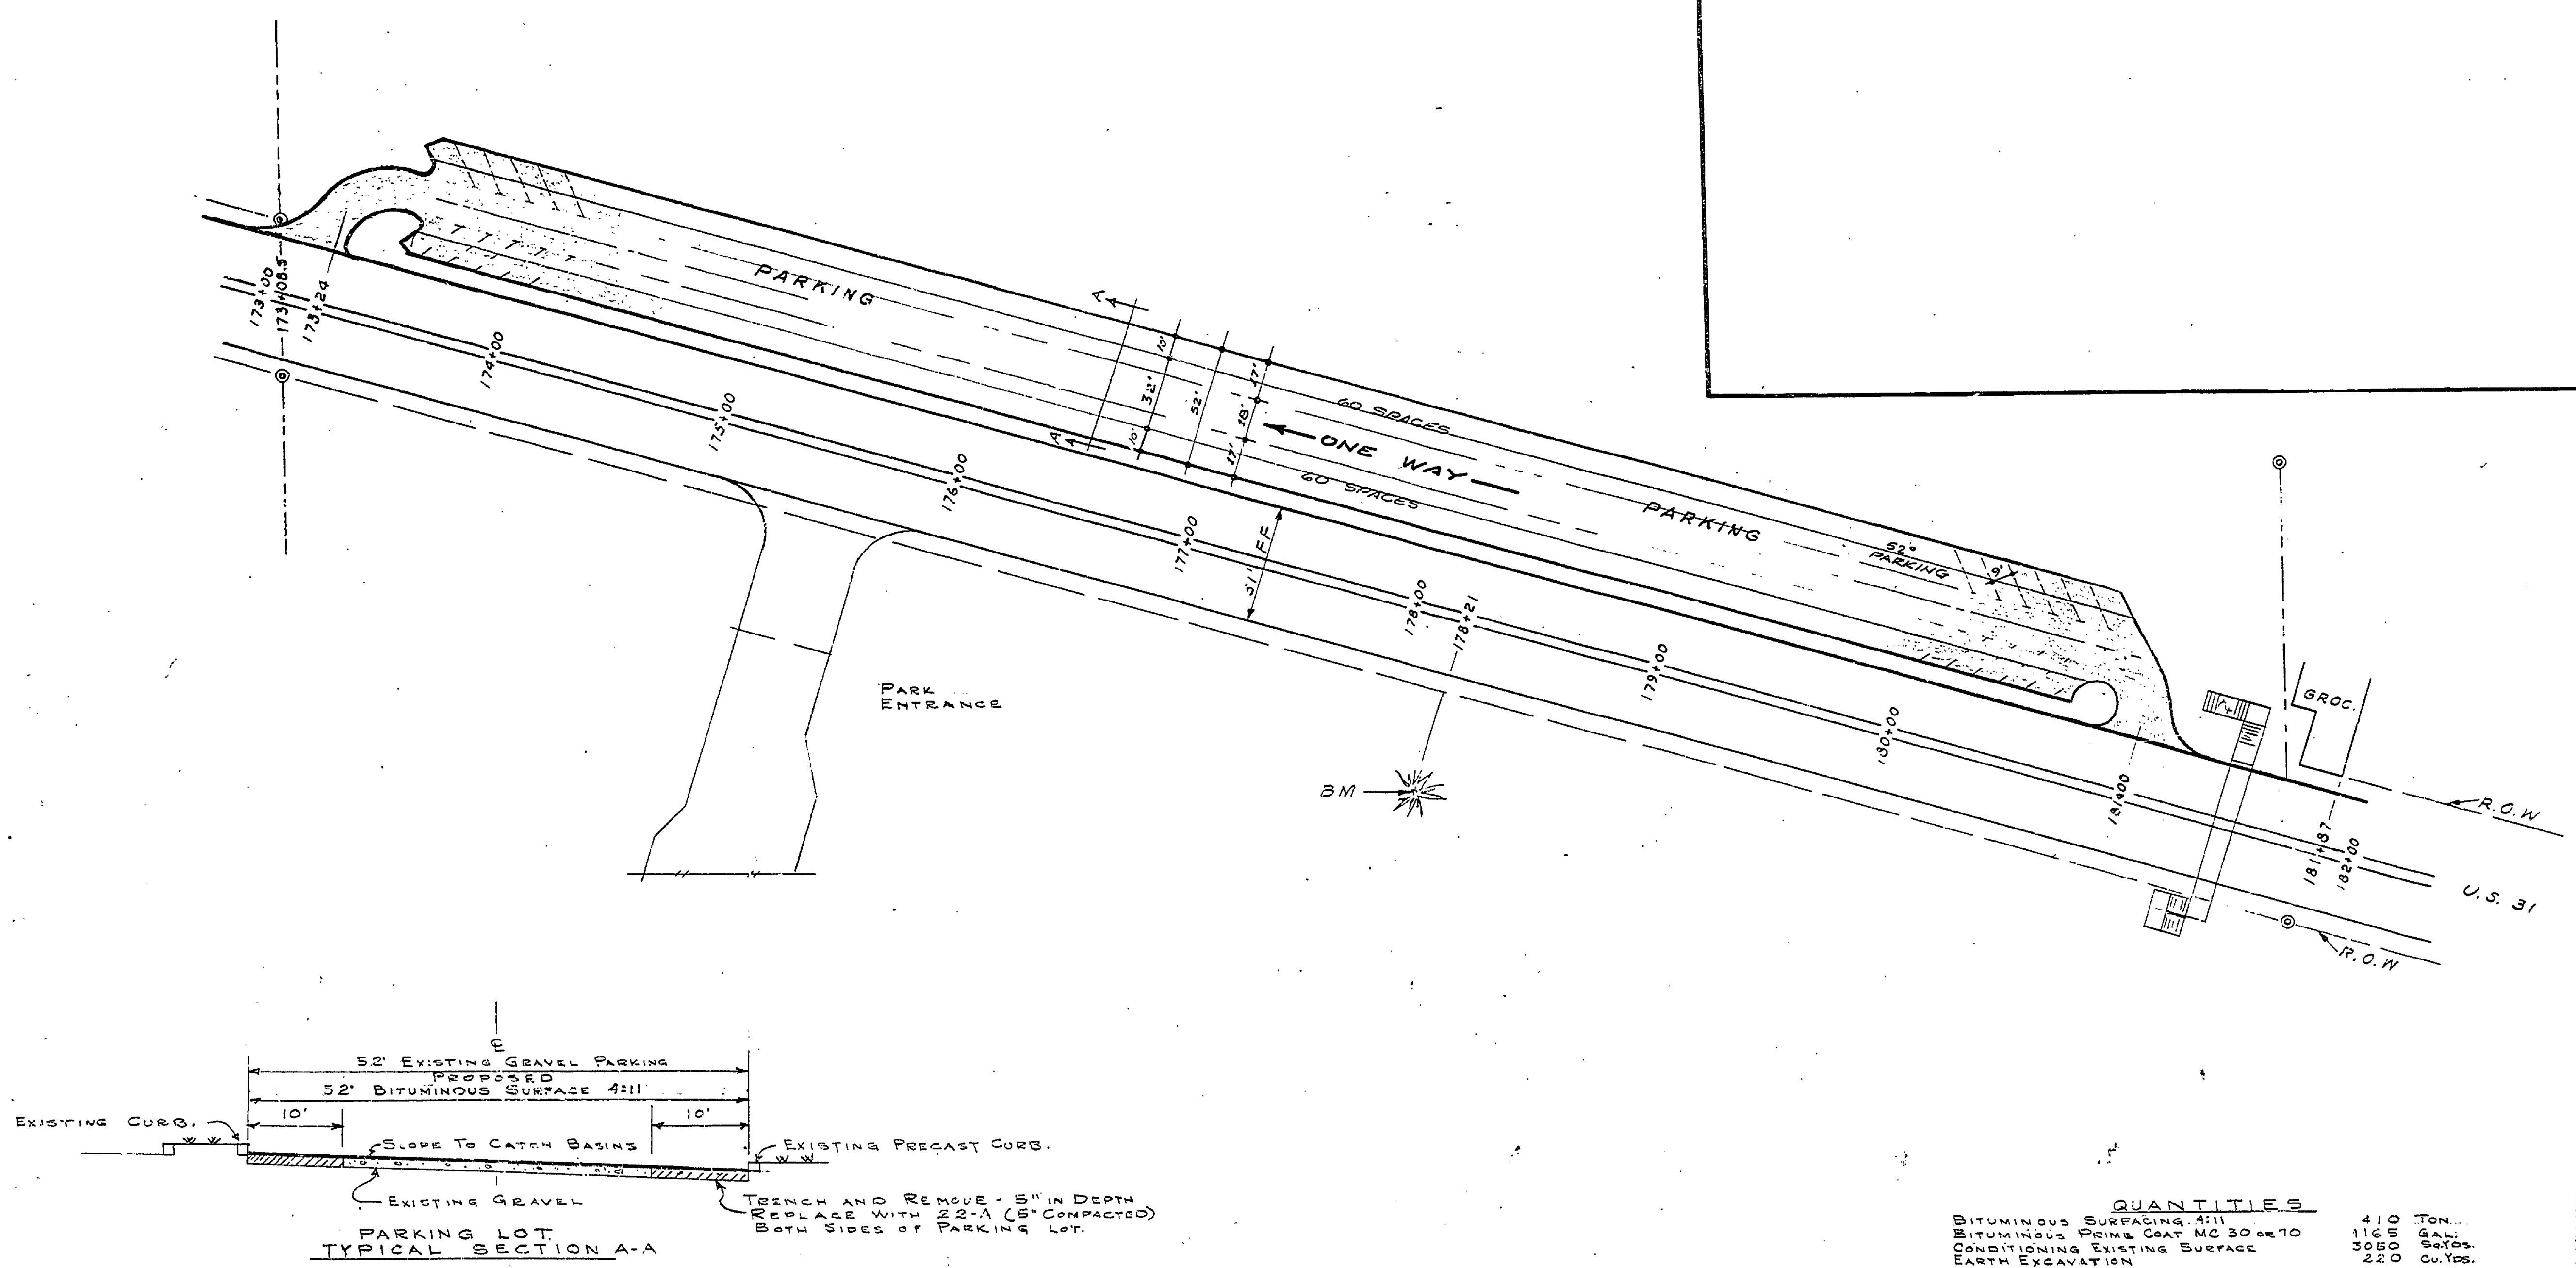 173+00
173+08.5
173+24
174+00
175+00
176+00
177+00
178+00
178+21
179+00
180+00
181+00
181+87
182+00
PARKING
A
A
10'
32'
10'
52'
17'
18'
17'
60 SPACES
ONE WAY
60 SPACES
51' FF
PARKING
52°
PARKING
9'
GROC.
R.O.W
U.S. 31
R.O.W
PARK
ENTRANCE
BM
℄
52' EXISTING GRAVEL PARKING
PROPOSED
52' BITUMINOUS SURFACE 4:11
10'
10'
EXISTING CURB.
SLOPE TO CATCH BASINS
EXISTING PRECAST CURB.
EXISTING GRAVEL
TRENCH AND REMOVE - 5" IN DEPTH
REPLACE WITH 22-A (5" COMPACTED)
BOTH SIDES OF PARKING LOT.
PARKING LOT
TYPICAL SECTION A-A
QUANTITIES
BITUMINOUS SURFACING 4:11 410 TON
BITUMINOUS PRIME COAT MC 30 OR 70 1165 GAL.
CONDITIONING EXISTING SURFACE 3050 SQ.YDS.
EARTH EXCAVATION 220 CU.YDS.